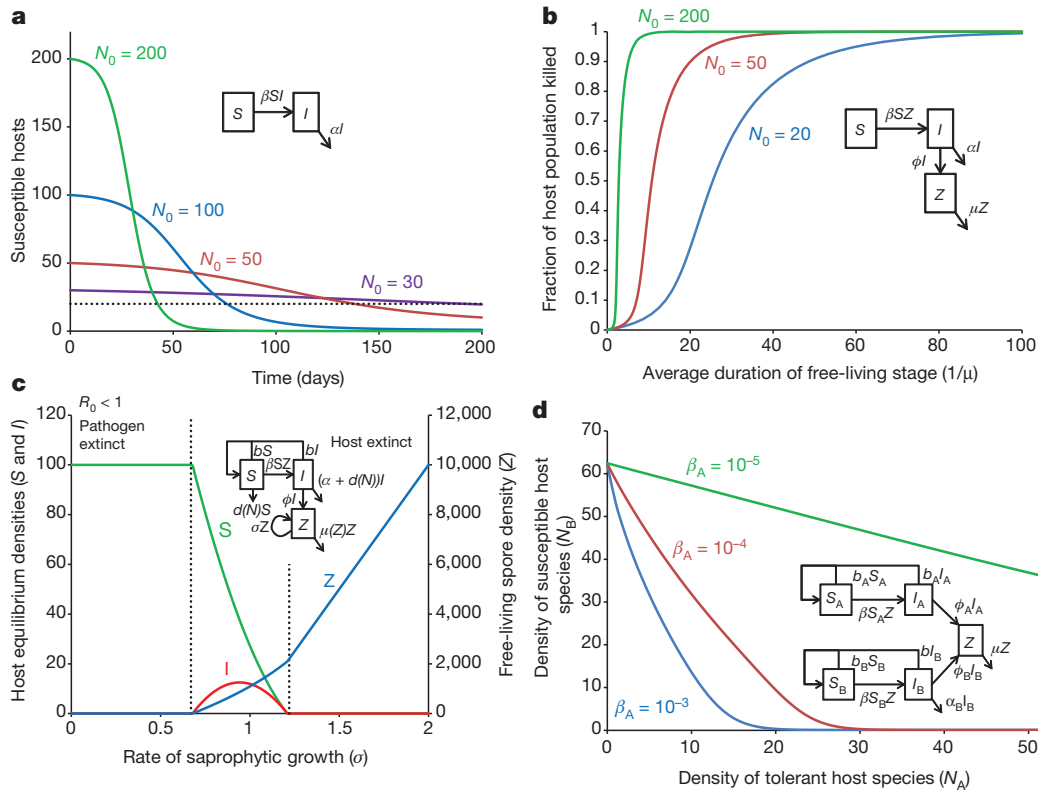 a
N0 = 200
N0 = 100
N0 = 50
N0 = 30
S
βSI
I
αI
Susceptible hosts
200
150
100
50
0
0 50 100 150 200
Time (days)
b
N0 = 200
N0 = 50
N0 = 20
S
βSZ
I
αI
ϕI
Z
μZ
Fraction of host population killed
1
0.9
0.8
0.7
0.6
0.5
0.4
0.3
0.2
0.1
0
0 20 40 60 80 100
Average duration of free-living stage (1/μ)
c
R0 < 1
Pathogen
extinct
Host extinct
bS
bI
S
βSZ
I
(α + d(N))I
d(N)S
ϕI
σZ
Z
μ(Z)Z
S
I
Z
Host equilibrium densities (S and I)
120
100
80
60
40
20
0
Free-living spore density (Z)
12,000
10,000
8,000
6,000
4,000
2,000
0
0 0.5 1.0 1.5 2
Rate of saprophytic growth (σ)
d
βA = 10–5
βA = 10–4
βA = 10–3
bASA
bAIA
SA
βSAZ
IA
ϕAIA
Z
μZ
bBSB
bIB
SB
βSBZ
IB
ϕBIB
αBIB
Density of susceptible host
species (NB)
70
60
50
40
30
20
10
0
0 10 20 30 40 50
Density of tolerant host species (NA)